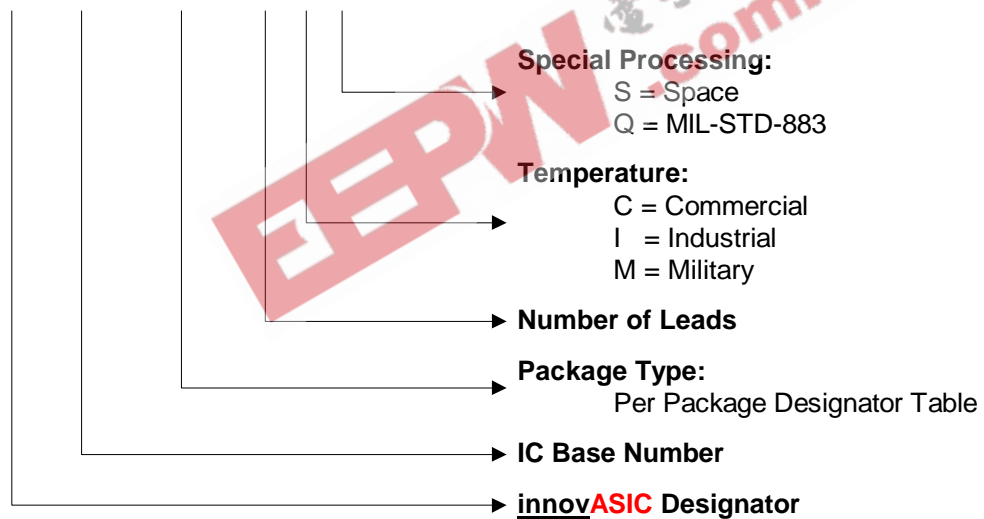 Special Processing:
S = Space
Q = MIL-STD-883
Temperature:
C = Commercial
I = Industrial
M = Military
Number of Leads
Package Type:
Per Package Designator Table
IC Base Number
innovASIC Designator
EEPW .com